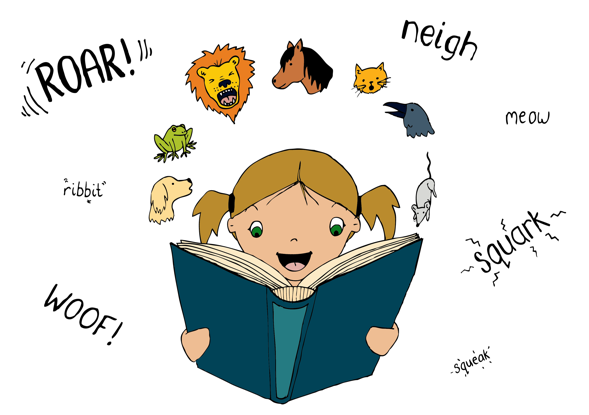 ROAR!
neigh
meow
"ribbit"
squark
WOOF!
squeak